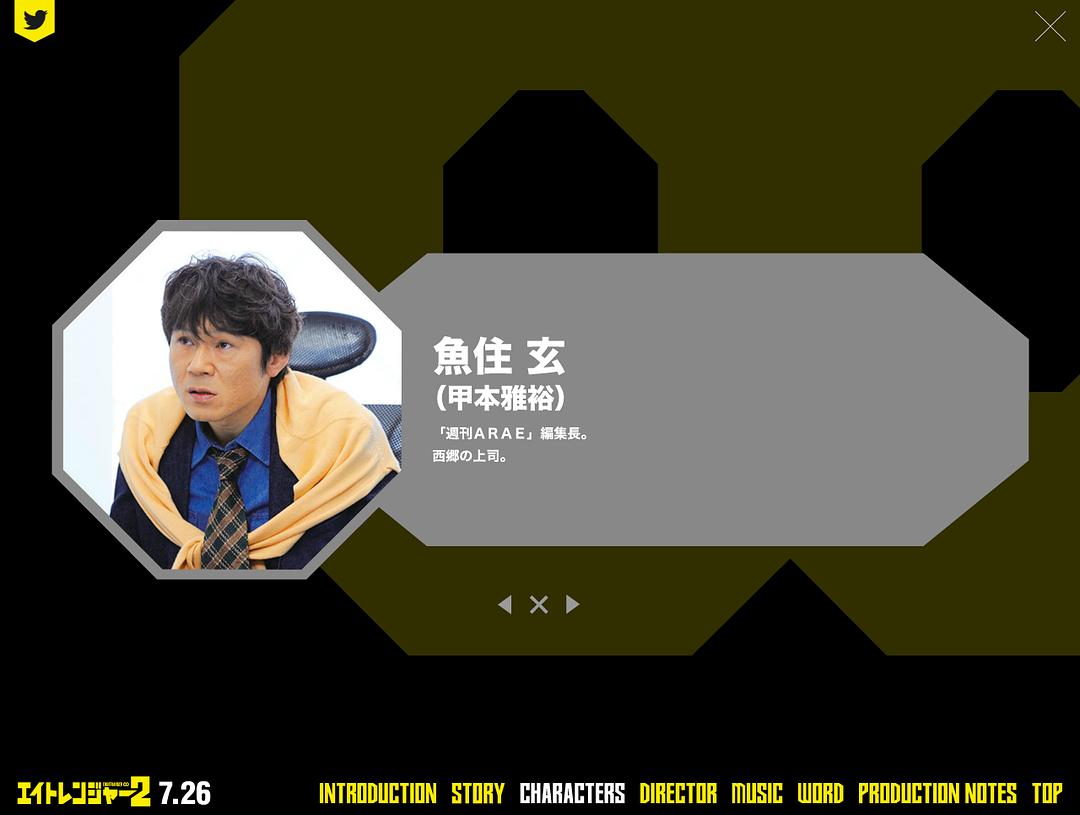 魚住 玄
(甲本雅裕)
「週刊ＡＲＡＥ」編集長。
西郷の上司。
エイトレンジャー2 7.26
INTRODUCTION STORY CHARACTERS DIRECTOR MUSIC WORD PRODUCTION NOTES TOP